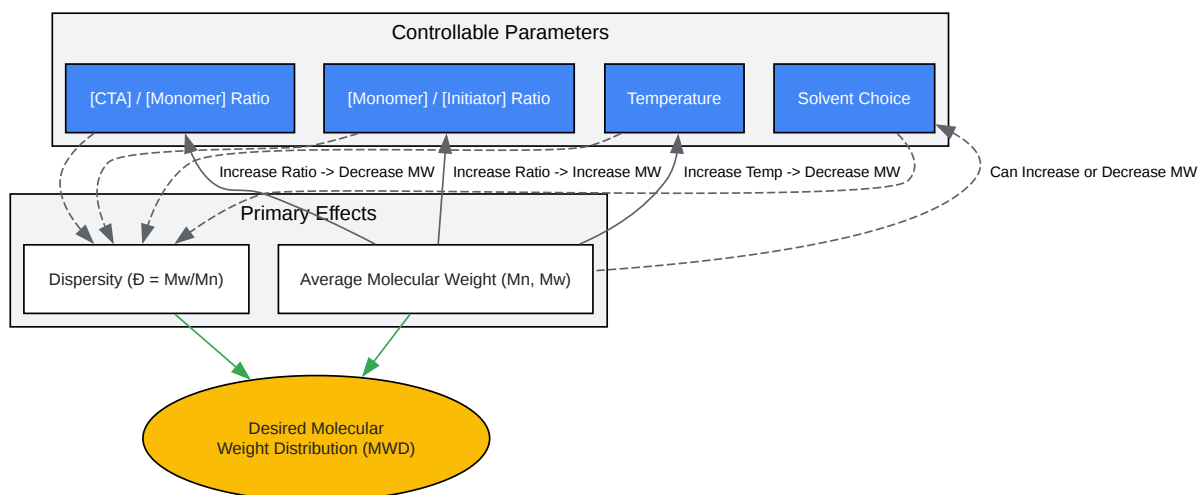 Controllable Parameters
[CTA] / [Monomer] Ratio
[Monomer] / [Initiator] Ratio
Temperature
Solvent Choice
Increase Ratio -> Decrease MW
Increase Ratio -> Increase MW
Increase Temp -> Decrease MW
Can Increase or Decrease MW
Primary Effects
Dispersity (Đ = Mw/Mn)
Average Molecular Weight (Mn, Mw)
Desired Molecular
Weight Distribution (MWD)